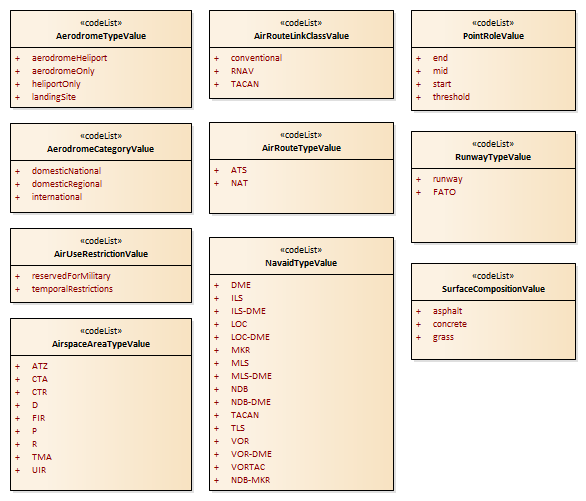 «codeList»
AerodromeTypeValue
+ aerodromeHeliport
+ aerodromeOnly
+ heliportOnly
+ landingSite
«codeList»
AerodromeCategoryValue
+ domesticNational
+ domesticRegional
+ international
«codeList»
AirUseRestrictionValue
+ reservedForMilitary
+ temporalRestrictions
«codeList»
AirspaceAreaTypeValue
+ ATZ
+ CTA
+ CTR
+ D
+ FIR
+ P
+ R
+ TMA
+ UIR
«codeList»
AirRouteLinkClassValue
+ conventional
+ RNAV
+ TACAN
«codeList»
AirRouteTypeValue
+ ATS
+ NAT
«codeList»
NavaidTypeValue
+ DME
+ ILS
+ ILS-DME
+ LOC
+ LOC-DME
+ MKR
+ MLS
+ MLS-DME
+ NDB
+ NDB-DME
+ TACAN
+ TLS
+ VOR
+ VOR-DME
+ VORTAC
+ NDB-MKR
«codeList»
PointRoleValue
+ end
+ mid
+ start
+ threshold
«codeList»
RunwayTypeValue
+ runway
+ FATO
«codeList»
SurfaceCompositionValue
+ asphalt
+ concrete
+ grass